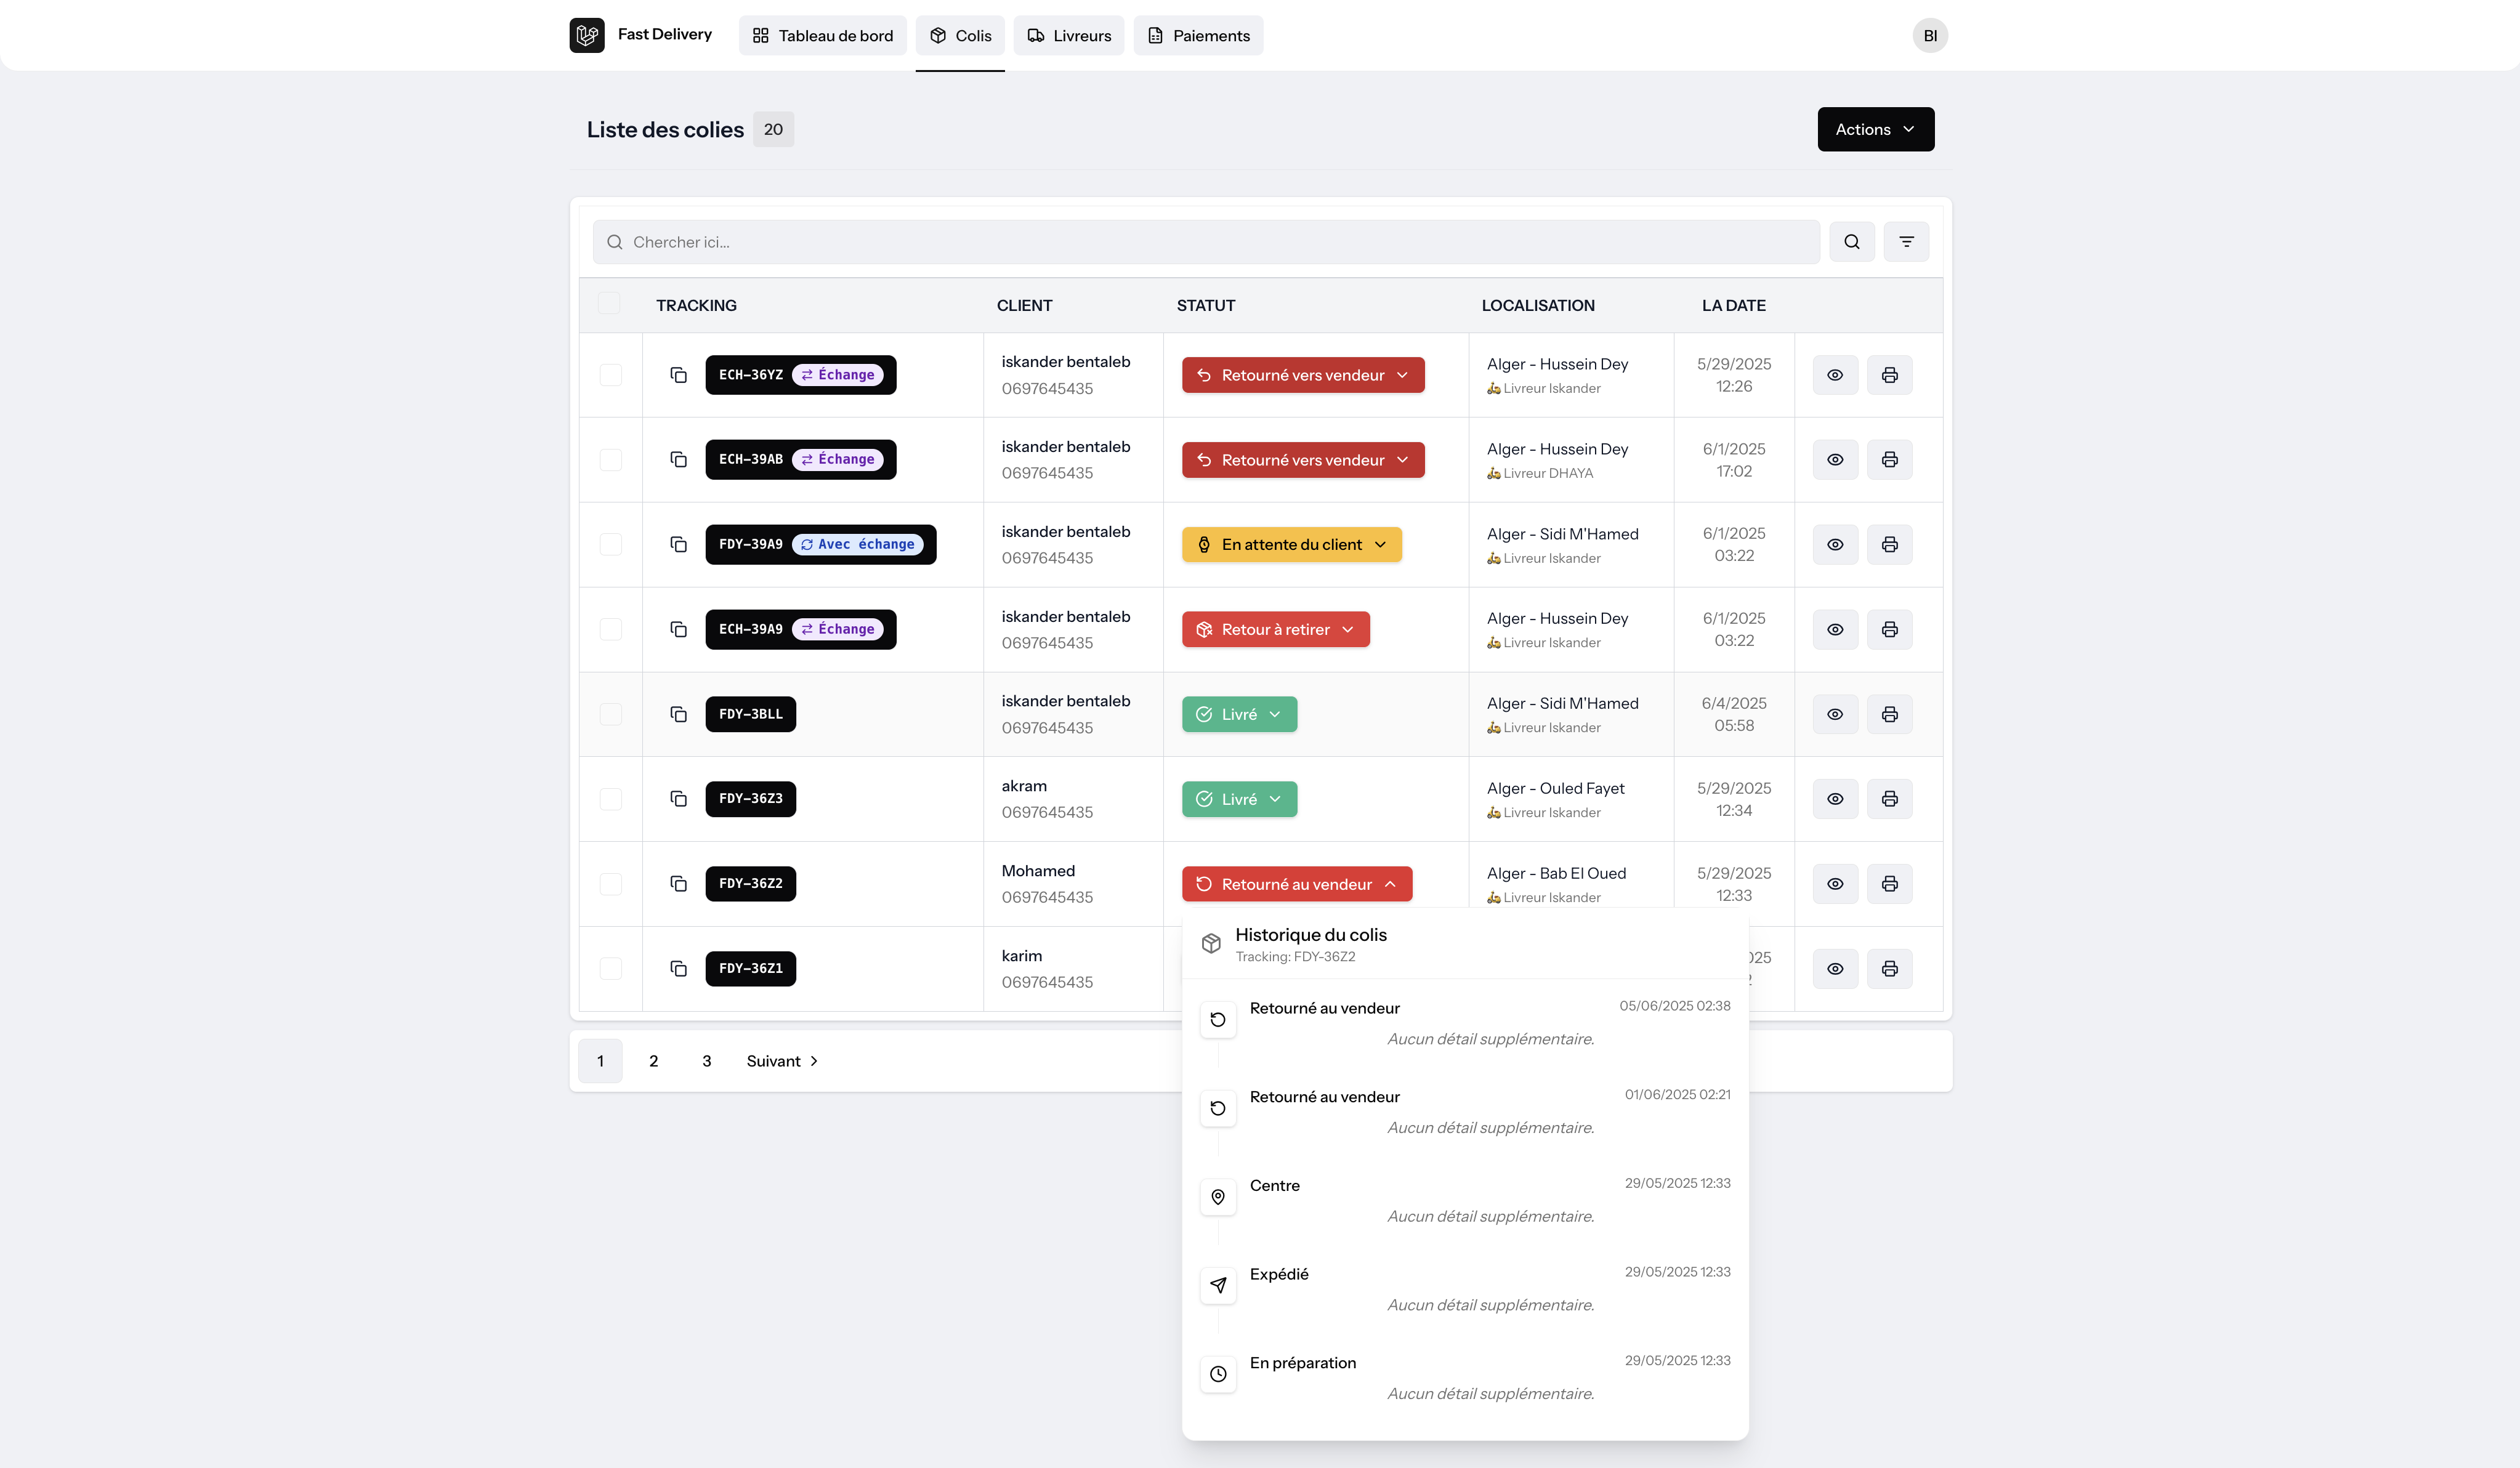 Fast Delivery
Tableau de bord
Colis
Livreurs
Paiements
BI
Liste des colies 20
Actions
Chercher ici...
TRACKING CLIENT STATUT LOCALISATION LA DATE
ECH-36YZ Échange
iskander bentaleb
0697645435
Retourné vers vendeur
Alger - Hussein Dey
Livreur Iskander
5/29/2025
12:26
ECH-39AB Échange
iskander bentaleb
0697645435
Retourné vers vendeur
Alger - Hussein Dey
Livreur DHAYA
6/1/2025
17:02
FDY-39A9 Avec échange
iskander bentaleb
0697645435
En attente du client
Alger - Sidi M'Hamed
Livreur Iskander
6/1/2025
03:22
ECH-39A9 Échange
iskander bentaleb
0697645435
Retour à retirer
Alger - Hussein Dey
Livreur Iskander
6/1/2025
03:22
FDY-3BLL
iskander bentaleb
0697645435
Livré
Alger - Sidi M'Hamed
Livreur Iskander
6/4/2025
05:58
FDY-36Z3
akram
0697645435
Livré
Alger - Ouled Fayet
Livreur Iskander
5/29/2025
12:34
FDY-36Z2
Mohamed
0697645435
Retourné au vendeur
Alger - Bab El Oued
Livreur Iskander
5/29/2025
12:33
FDY-36Z1
karim
0697645435
Historique du colis
Tracking: FDY-36Z2
Retourné au vendeur 05/06/2025 02:38
Aucun détail supplémentaire.
Retourné au vendeur 01/06/2025 02:21
Aucun détail supplémentaire.
Centre 29/05/2025 12:33
Aucun détail supplémentaire.
Expédié 29/05/2025 12:33
Aucun détail supplémentaire.
En préparation 29/05/2025 12:33
Aucun détail supplémentaire.
1 2 3 Suivant